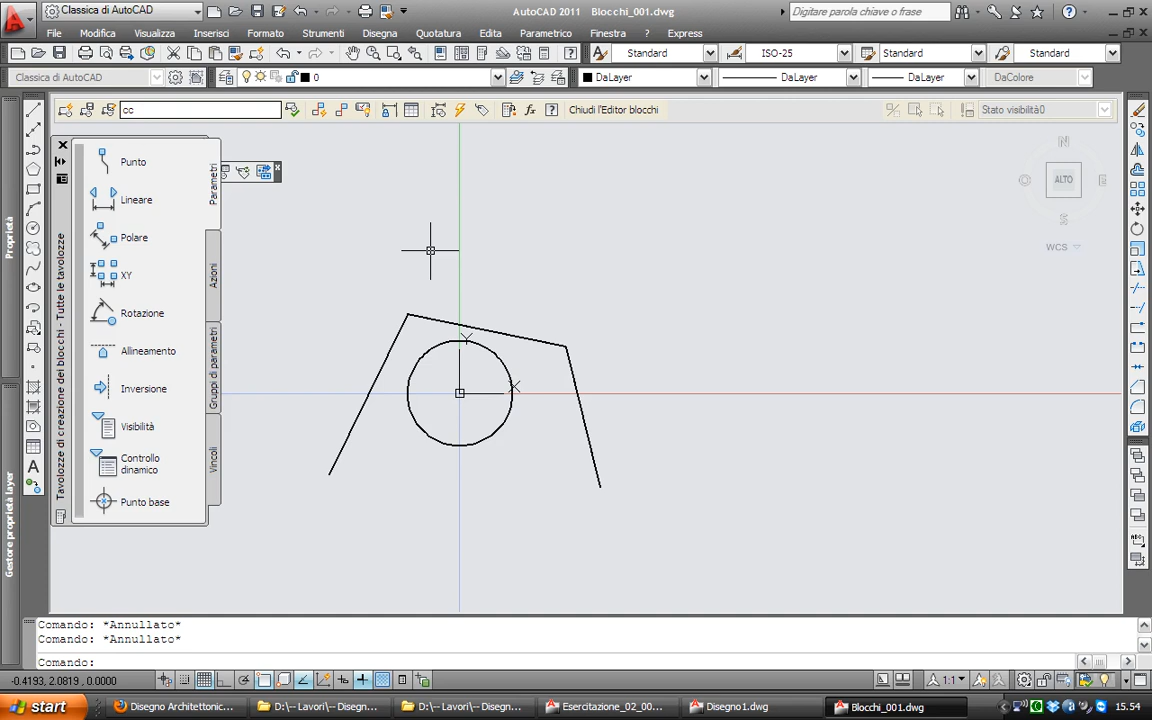 Classica di AutoCAD
AutoCAD 2011 Blocchi_001.dwg
Digitare parola chiave o frase
File Modifica Visualizza Inserisci Formato Strumenti Disegna Quotatura Edita Parametrico Finestra ? Express
Standard ISO-25 Standard Standard
Classica di AutoCAD 0 DaLayer DaLayer DaLayer DaColore
cc Chiudi l'Editor blocchi Stato visibilità0
Punto
Lineare
Polare
XY
Rotazione
Allineamento
Inversione
Visibilità
Controllo
dinamico
Punto base
Parametri
Azioni
Gruppi di parametri
Vincoli
Tavolozze di creazione dei blocchi - Tutte le tavolozze
Proprietà
Gestore proprietà layer
N
O ALTO E
S
WCS
Y
X
Comando: *Annullato*
Comando: *Annullato*
Comando:
-0.4193, 2.0819, 0.0000
1:1
start Disegno Architettonic... D:\-- Lavori\-- Disegn... D:\-- Lavori\-- Disegn... Esercitazione_02_00... Disegno1.dwg Blocchi_001.dwg 15.54